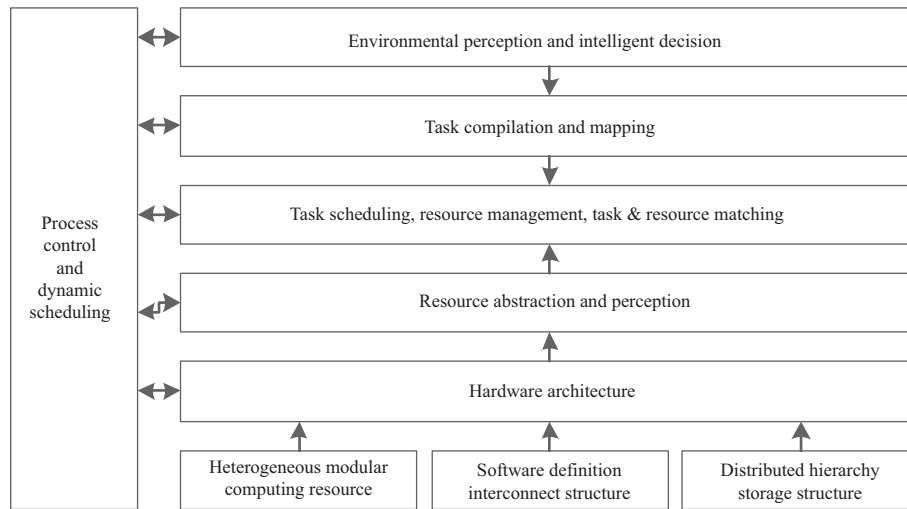 Process
control
and
dynamic
scheduling
Environmental perception and intelligent decision
Task compilation and mapping
Task scheduling, resource management, task & resource matching
Resource abstraction and perception
Hardware architecture
Heterogeneous modular
computing resource
Software definition
interconnect structure
Distributed hierarchy
storage structure